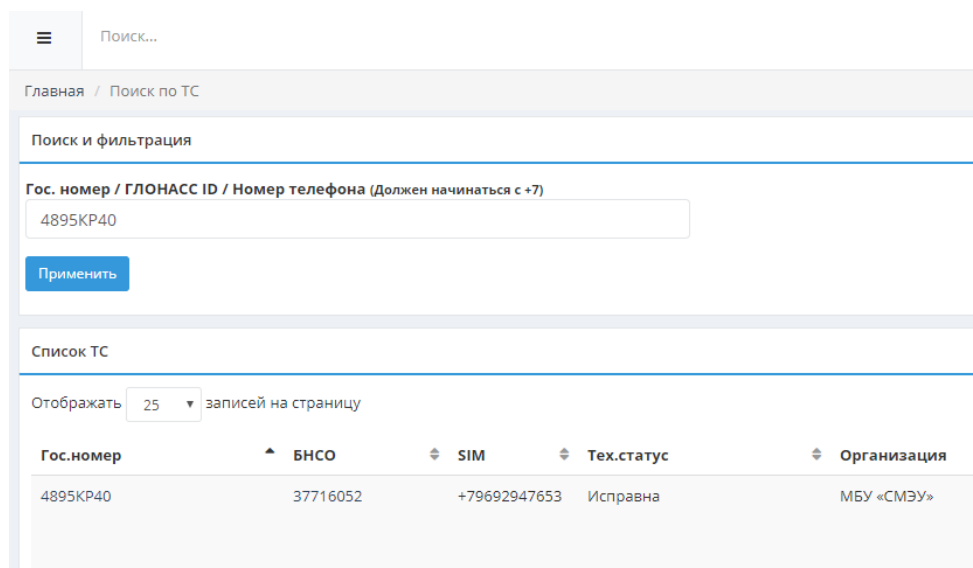 Поиск...
Главная / Поиск по ТС
Поиск и фильтрация
Гос. номер / ГЛОНАСС ID / Номер телефона (Должен начинаться с +7)
4895КР40
Применить
Список ТС
Отображать 25 записей на страницу
Гос.номер БНСО SIM Тех.статус Организация
4895КР40 37716052 +79692947653 Исправна МБУ «СМЭУ»